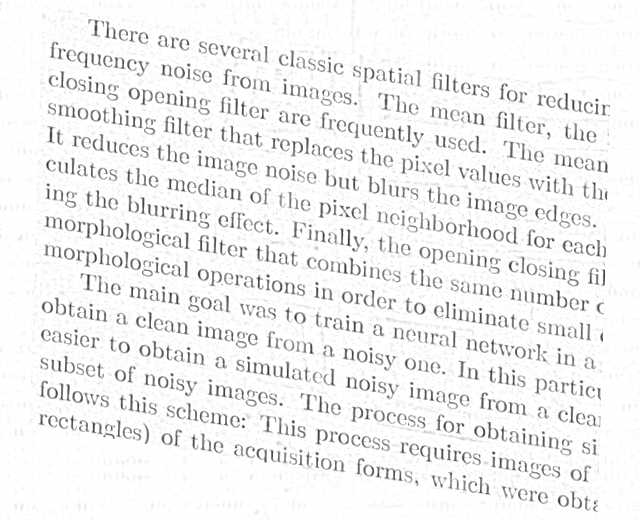 There are several classic spatial filters for reducin
frequency noise from images. The mean filter, the
closing opening filter are frequently used. The mean
smoothing filter that replaces the pixel values with the
It reduces the image noise but blurs the image edges.
culates the median of the pixel neighborhood for each
ing the blurring effect. Finally, the opening closing fil
morphological filter that combines the same number o
morphological operations in order to eliminate small
The main goal was to train a neural network in a
obtain a clean image from a noisy one. In this particu
easier to obtain a simulated noisy image from a clea
subset of noisy images. The process for obtaining si
follows this scheme: This process requires images of
rectangles) of the acquisition forms, which were obta